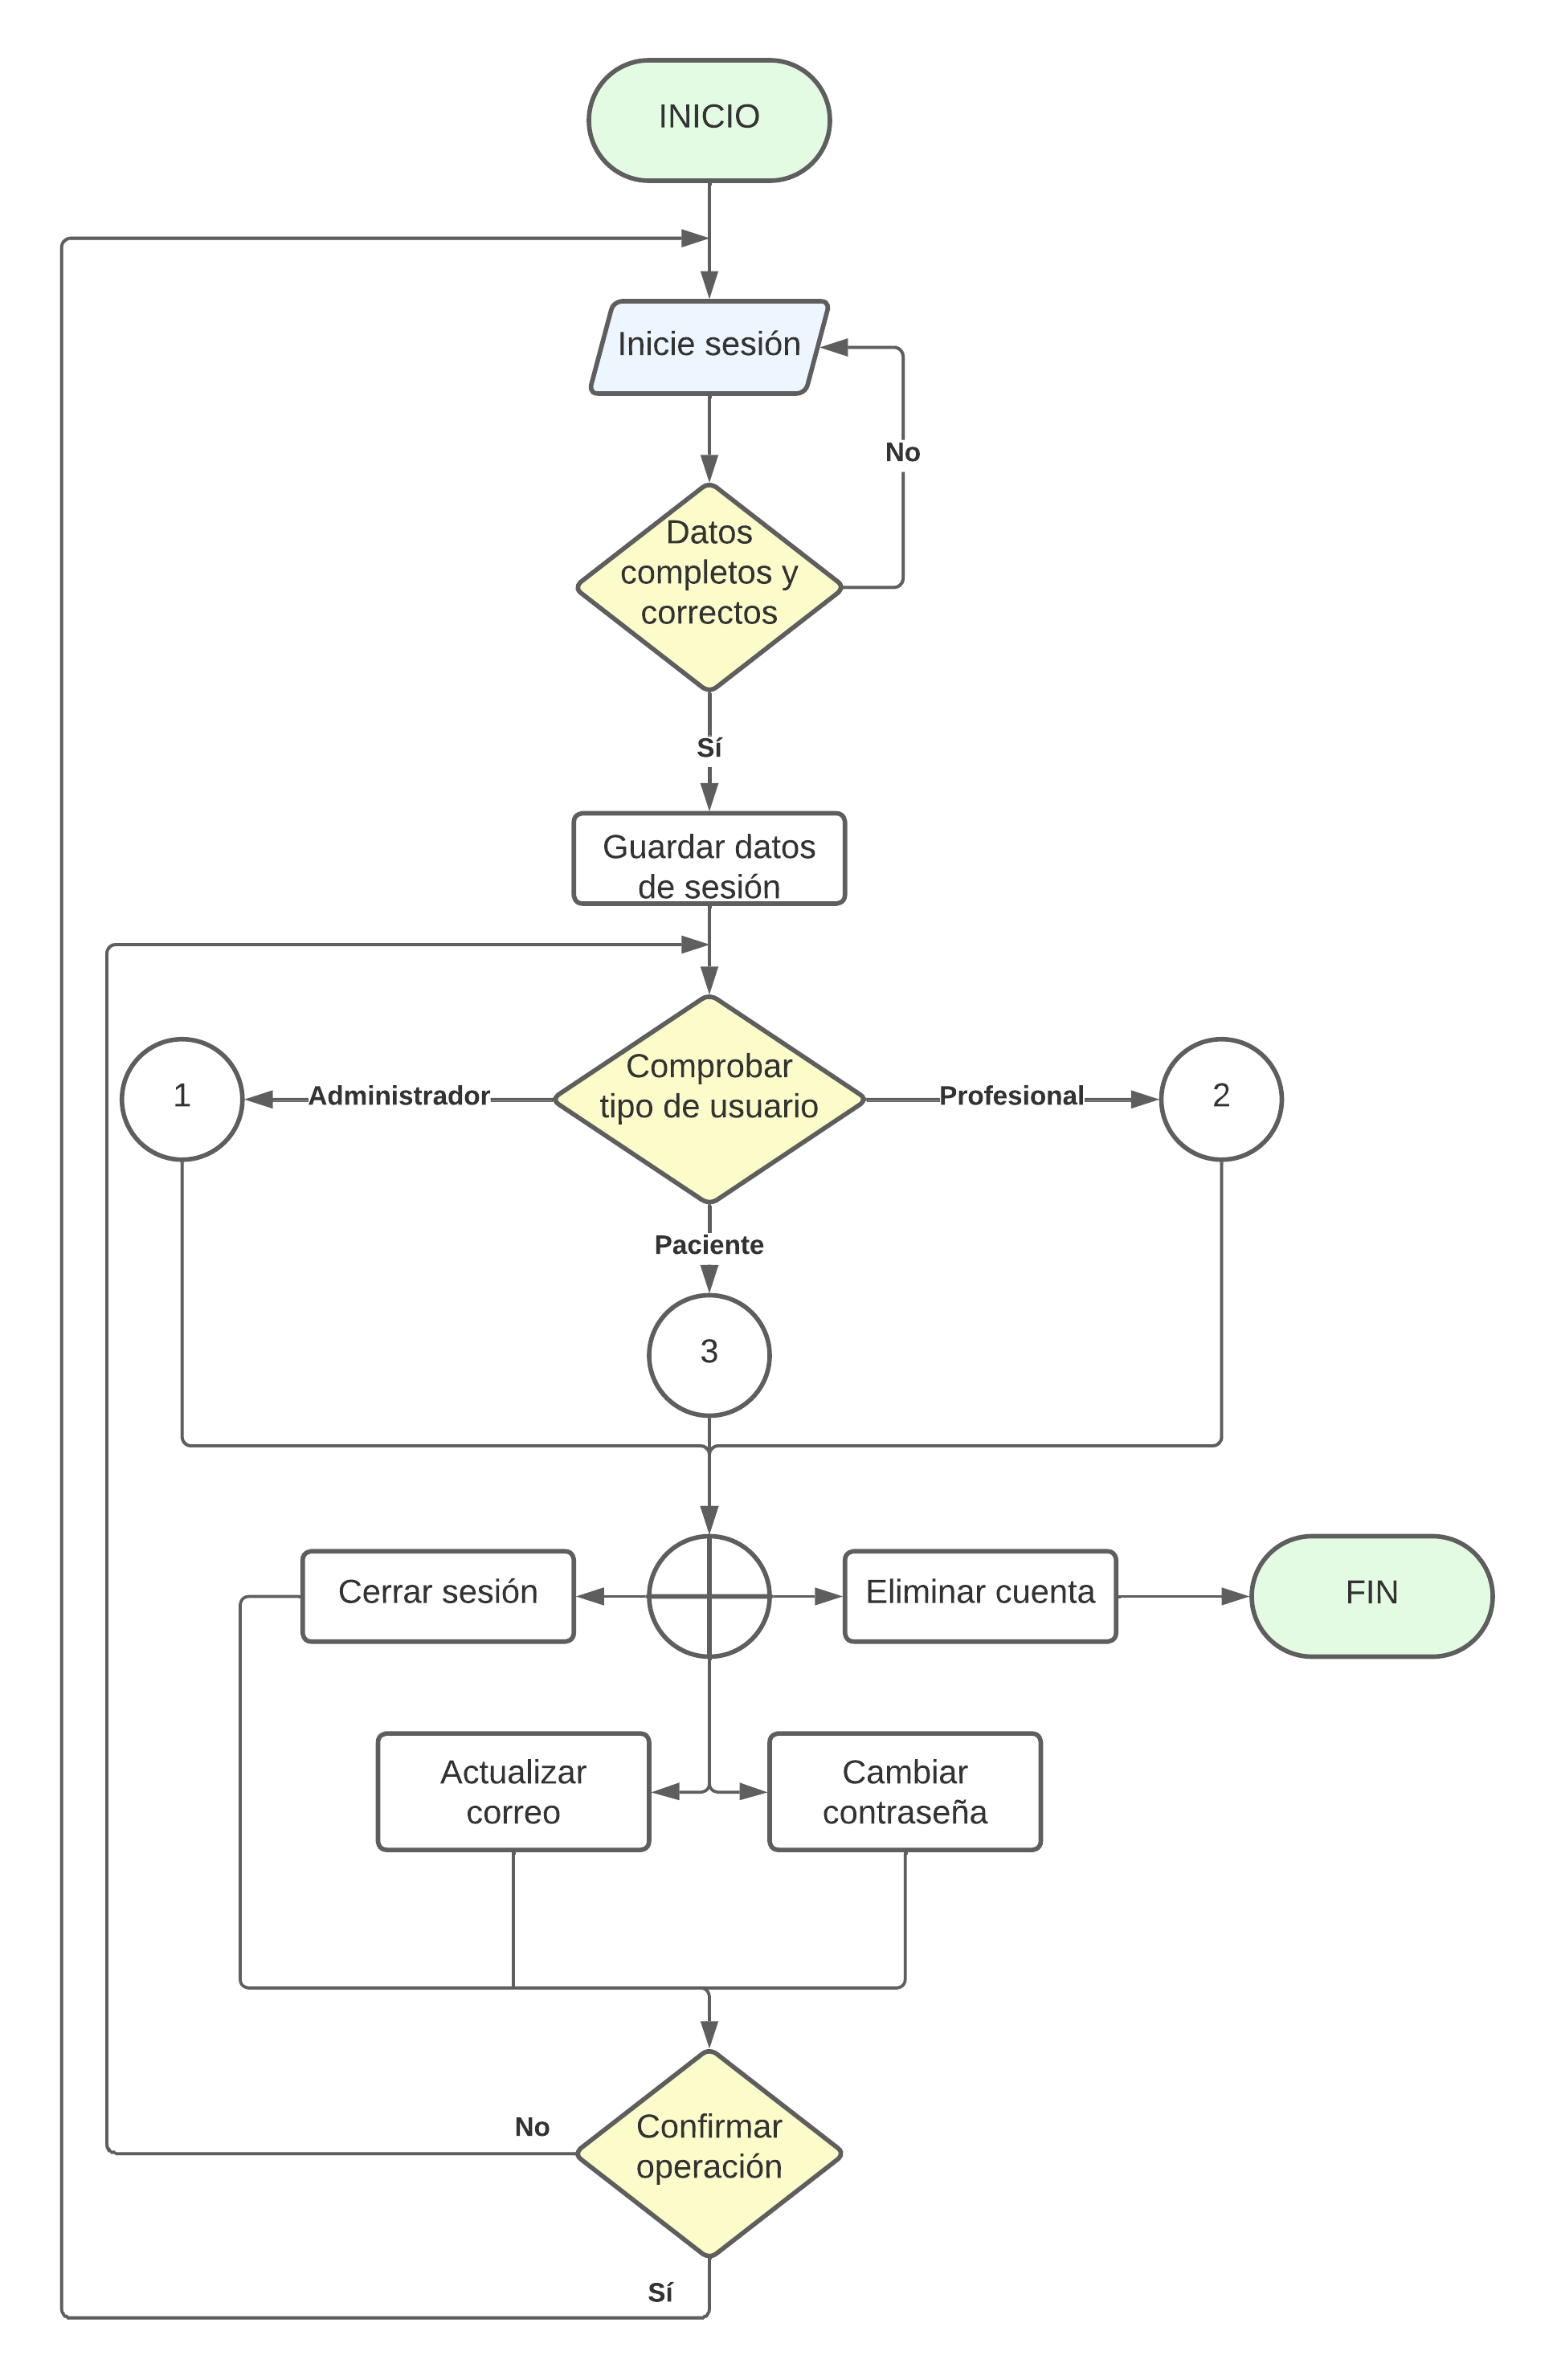 INICIO
Inicie sesión
No
Datos
completos y
correctos
Sí
Guardar datos
de sesión
1
Administrador
Comprobar
tipo de usuario
Profesional
2
Paciente
3
Cerrar sesión
Eliminar cuenta
FIN
Actualizar
correo
Cambiar
contraseña
No
Confirmar
operación
Sí